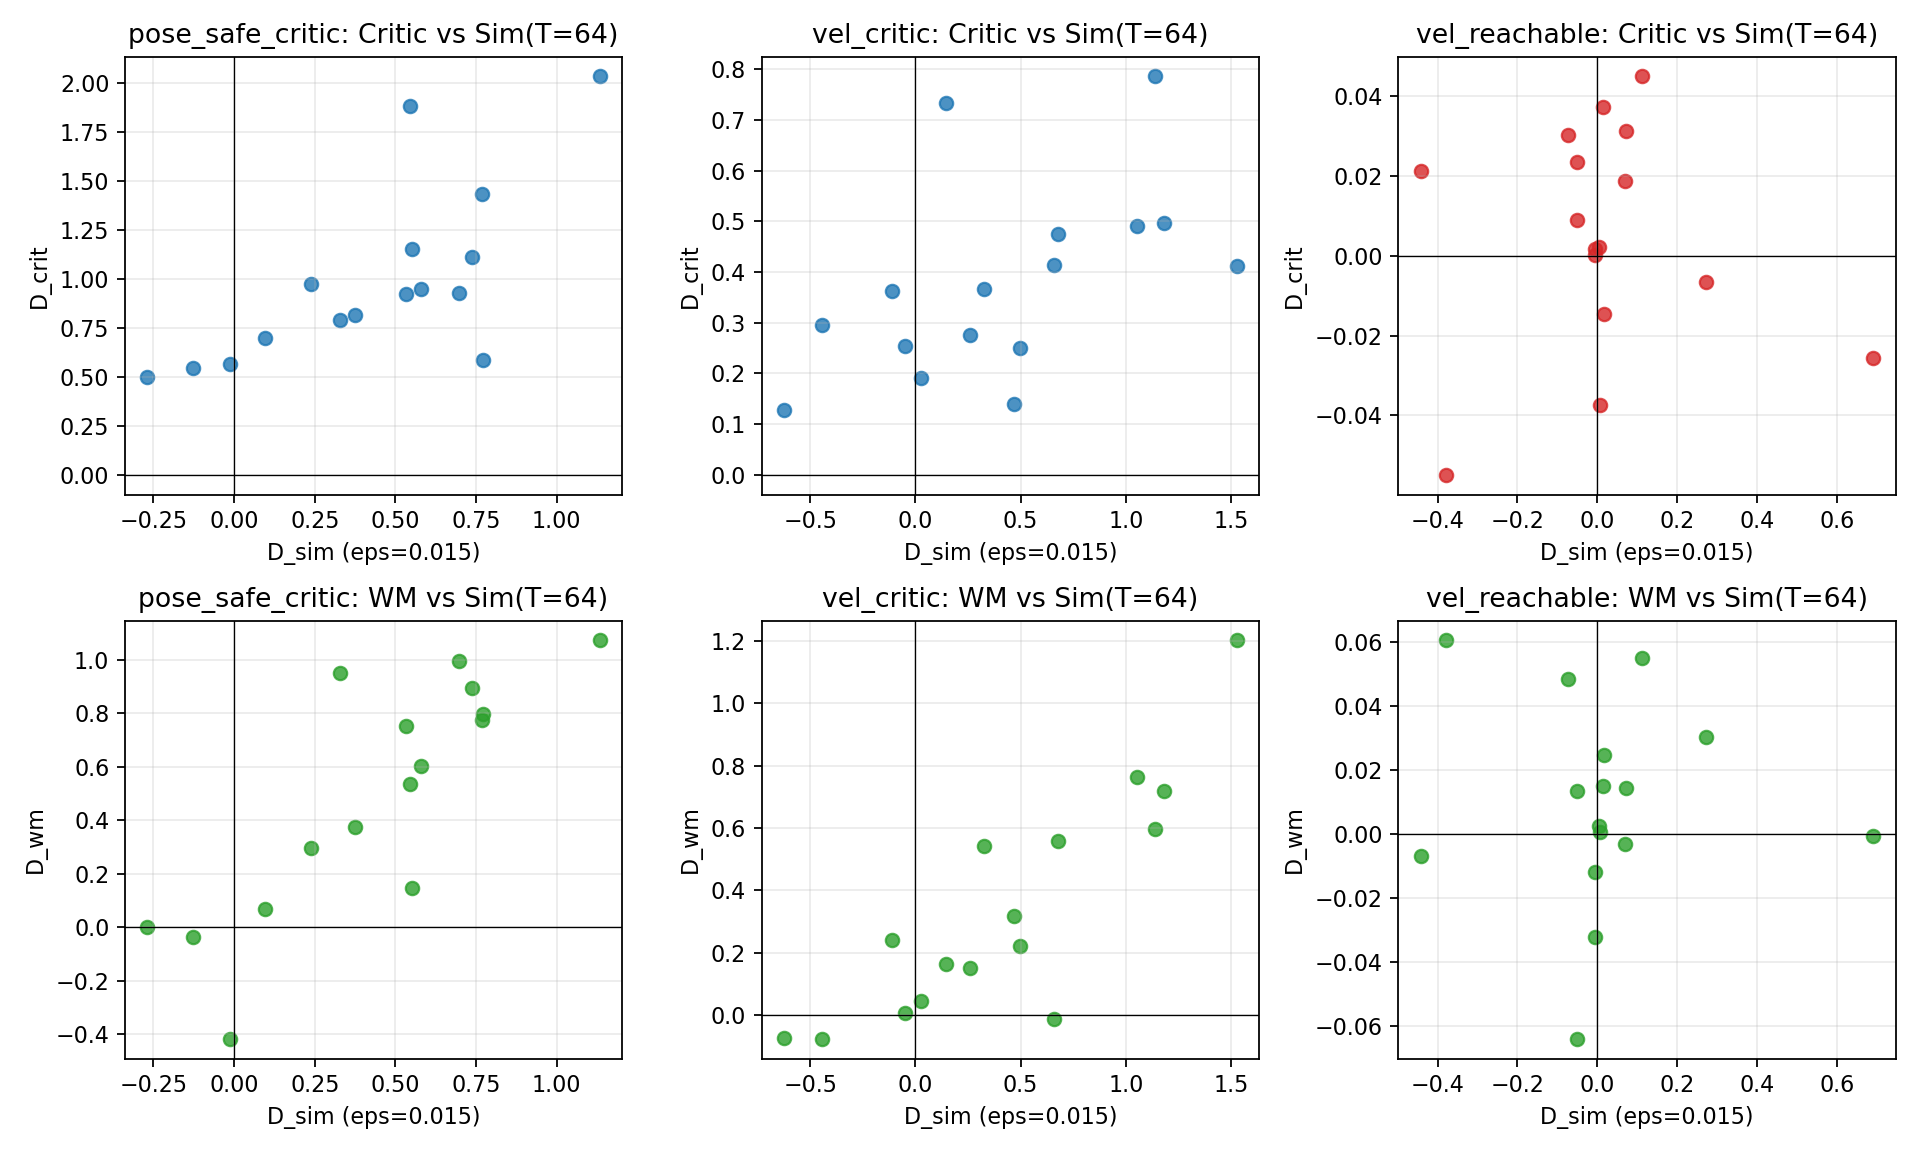 pose_safe_critic: Critic vs Sim(T=64)
D_crit
2.00
1.75
1.50
1.25
1.00
0.75
0.50
0.25
0.00
−0.25 0.00 0.25 0.50 0.75 1.00
D_sim (eps=0.015)
vel_critic: Critic vs Sim(T=64)
D_crit
0.8
0.7
0.6
0.5
0.4
0.3
0.2
0.1
0.0
−0.5 0.0 0.5 1.0 1.5
D_sim (eps=0.015)
vel_reachable: Critic vs Sim(T=64)
D_crit
0.04
0.02
0.00
−0.02
−0.04
−0.4 −0.2 0.0 0.2 0.4 0.6
D_sim (eps=0.015)
pose_safe_critic: WM vs Sim(T=64)
D_wm
1.0
0.8
0.6
0.4
0.2
0.0
−0.2
−0.4
−0.25 0.00 0.25 0.50 0.75 1.00
D_sim (eps=0.015)
vel_critic: WM vs Sim(T=64)
D_wm
1.2
1.0
0.8
0.6
0.4
0.2
0.0
−0.5 0.0 0.5 1.0 1.5
D_sim (eps=0.015)
vel_reachable: WM vs Sim(T=64)
D_wm
0.06
0.04
0.02
0.00
−0.02
−0.04
−0.06
−0.4 −0.2 0.0 0.2 0.4 0.6
D_sim (eps=0.015)